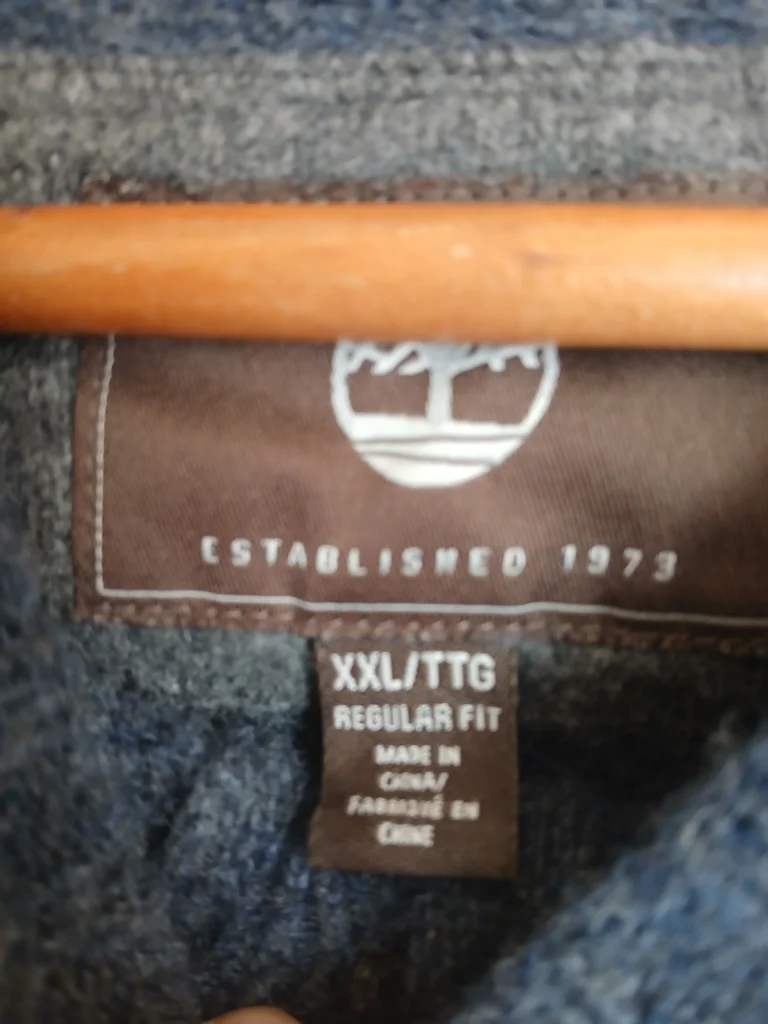 ESTABLISHED 1973
XXL/TTG
REGULAR FIT
MADE IN
CHINA/
FABRIQUÉ EN
CHINE